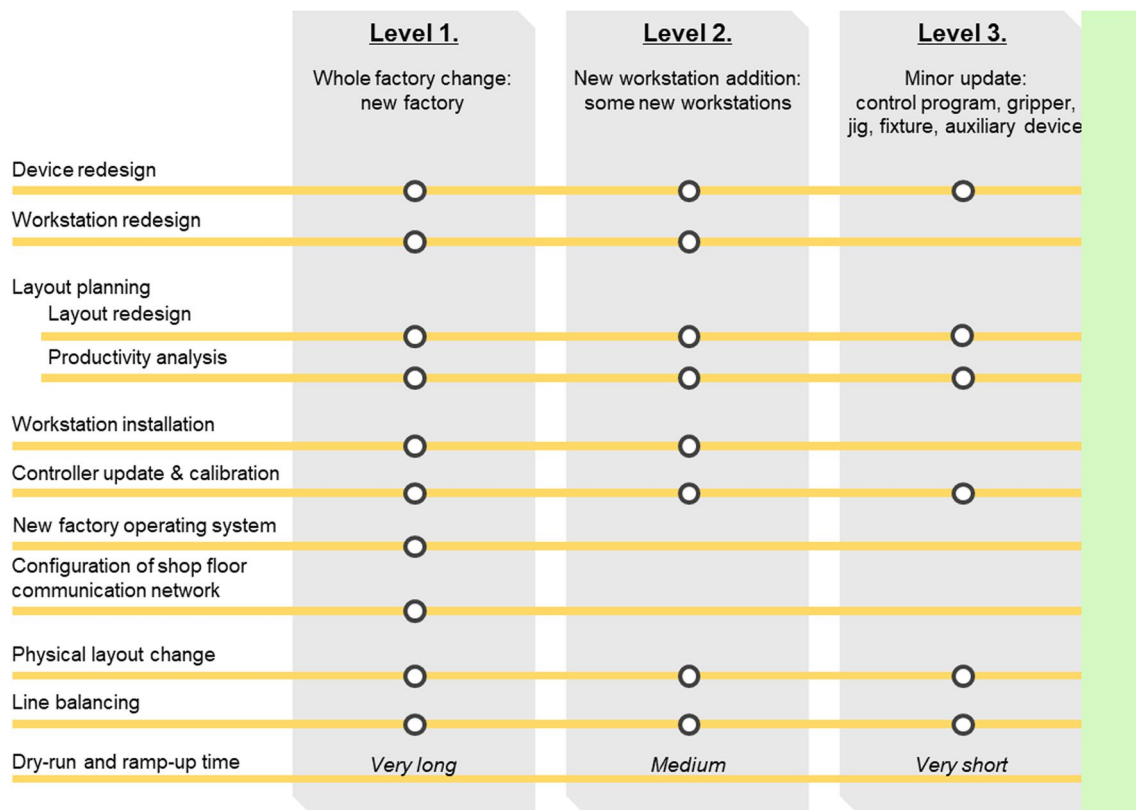 Level 1.
Whole factory change:
new factory
Level 2.
New workstation addition:
some new workstations
Level 3.
Minor update:
control program, gripper,
jig, fixture, auxiliary device
Device redesign
Workstation redesign
Layout planning
Layout redesign
Productivity analysis
Workstation installation
Controller update & calibration
New factory operating system
Configuration of shop floor
communication network
Physical layout change
Line balancing
Dry-run and ramp-up time
Very long
Medium
Very short